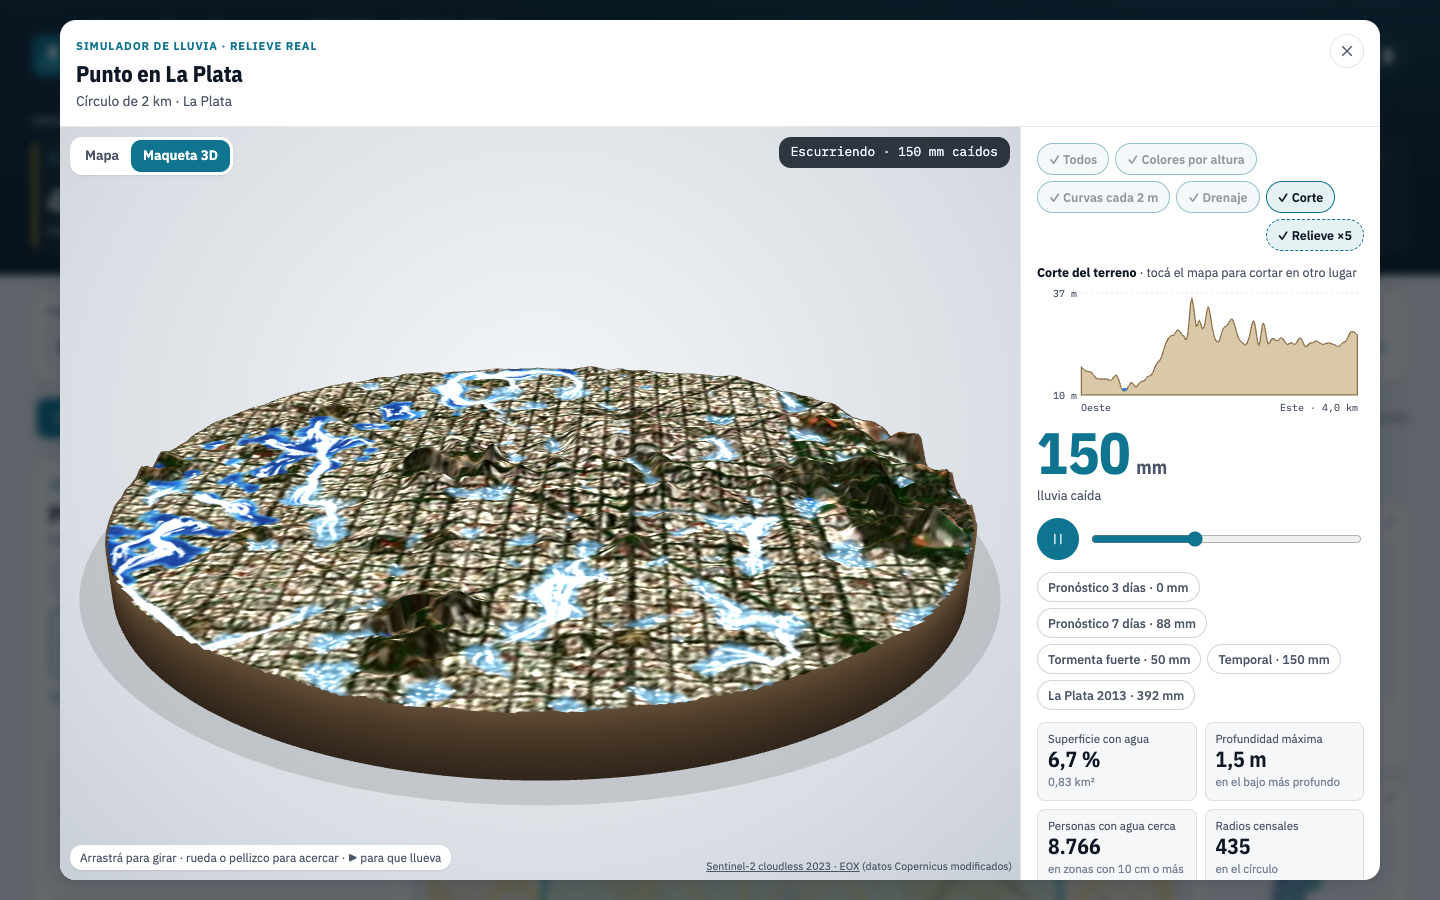 SIMULADOR DE LLUVIA · RELIEVE REAL
Punto en La Plata
Círculo de 2 km · La Plata
Mapa
Maqueta 3D
Escurriendo · 150 mm caídos
✓ Todos
✓ Colores por altura
✓ Curvas cada 2 m
✓ Drenaje
✓ Corte
✓ Relieve ×5
Corte del terreno · tocá el mapa para cortar en otro lugar
37 m
10 m
Oeste
Este · 4,0 km
150 mm
lluvia caída
Pronóstico 3 días · 0 mm
Pronóstico 7 días · 88 mm
Tormenta fuerte · 50 mm
Temporal · 150 mm
La Plata 2013 · 392 mm
Superficie con agua
6,7 %
0,83 km²
Profundidad máxima
1,5 m
en el bajo más profundo
Personas con agua cerca
8.766
en zonas con 10 cm o más
Radios censales
435
en el círculo
Arrastrá para girar · rueda o pellizco para acercar · ▶ para que llueva
Sentinel-2 cloudless 2023 · EOX (datos Copernicus modificados)